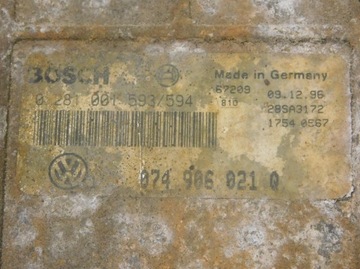 BOSCH
Made in Germany
0 281 001 593/594
67209 09.12.96
810 28SA3172
1754 0567
074 906 021 Q